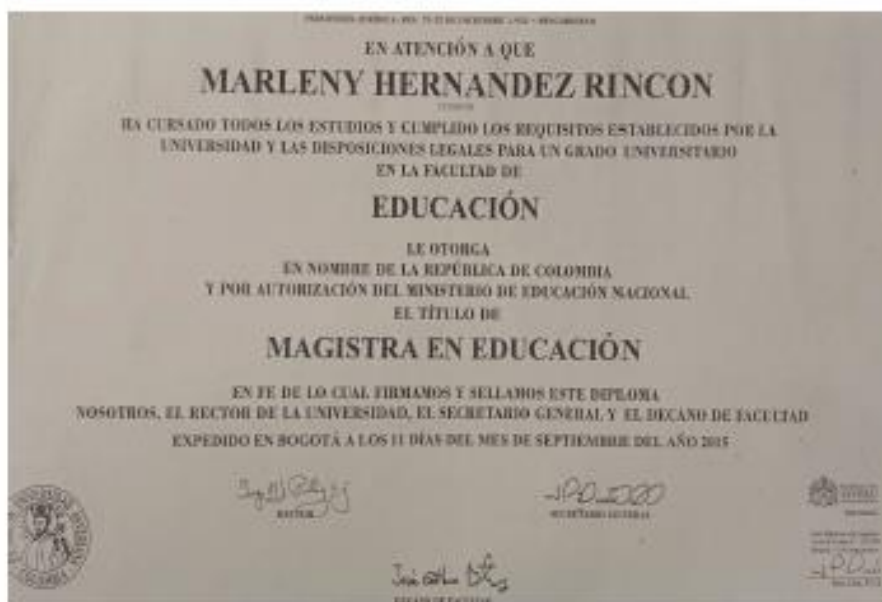 EN ATENCIÓN A QUE
MARLENY HERNANDEZ RINCON
HA CURSADO TODOS LOS ESTUDIOS Y CUMPLIDO LOS REQUISITOS ESTABLECIDOS POR LA
UNIVERSIDAD Y LAS DISPOSICIONES LEGALES PARA UN GRADO UNIVERSITARIO
EN LA FACULTAD DE
EDUCACIÓN
LE OTORGA
EN NOMBRE DE LA REPÚBLICA DE COLOMBIA
Y POR AUTORIZACIÓN DEL MINISTERIO DE EDUCACIÓN NACIONAL
EL TÍTULO DE
MAGISTRA EN EDUCACIÓN
EN FE DE LO CUAL FIRMAMOS Y SELLAMOS ESTE DIPLOMA
NOSOTROS, EL RECTOR DE LA UNIVERSIDAD, EL SECRETARIO GENERAL Y EL DECANO DE FACULTAD
EXPEDIDO EN BOGOTÁ A LOS 11 DÍAS DEL MES DE SEPTIEMBRE DEL AÑO 2015
RECTOR
SECRETARIO GENERAL
DECANO DE FACULTAD